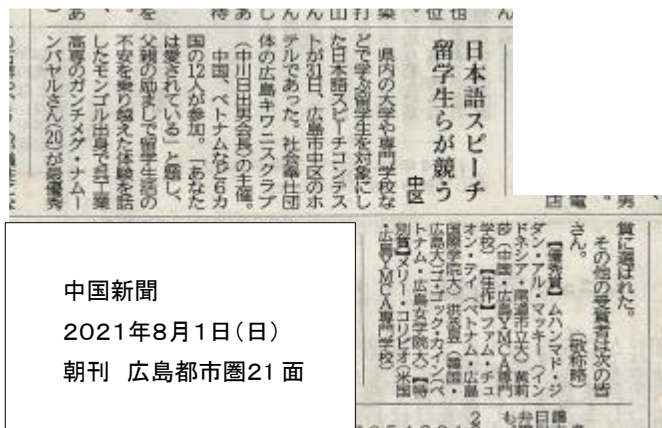 日本語スピーチ
留学生らが競う
中区
県内の大学や専門学校な
どで学ぶ留学生を対象にし
た日本語スピーチコンテス
トが31日、広島市中区のホ
テルであった。社会奉仕団
体の広島キワニスクラブ
(中川日出男会長)の主催。
中国、ベトナムなど6カ
国の12人が参加。「あなた
は愛されている」と題し、
父親の励ましで留学生活の
不安を乗り越えた体験を話
したモンゴル出身で呉工業
高専のガンチメグ・ナムー
ンバヤルさん(20)が最優秀
賞に選ばれた。
その他の受賞者は次の皆
さん。(敬称略)
【優秀賞】ムハンマド・ジ
ダン・アル・マッキー(イン
ドネシア・尾道市立大)黄莉
莎(中国・広島YMCA専門
学校)【佳作】ファム・チュ
オン・ティ(ベトナム・広島
国際学院大)洪英恵(韓国・
広島大)ゴ・ゴック・カイン(ベ
トナム・広島女学院大)【特
別賞】メリー・コリピオ(米国
・広島YMCA専門学校)
中国新聞
2021年8月1日(日)
朝刊 広島都市圏21面